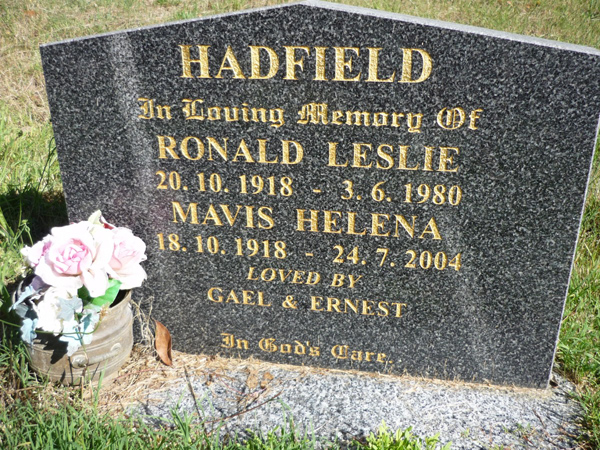 HADFIELD
In Loving Memory Of
RONALD LESLIE
20. 10. 1918 - 3. 6. 1980
MAVIS HELENA
18. 10. 1918 - 24. 7. 2004
LOVED BY
GAEL & ERNEST
In God's Care